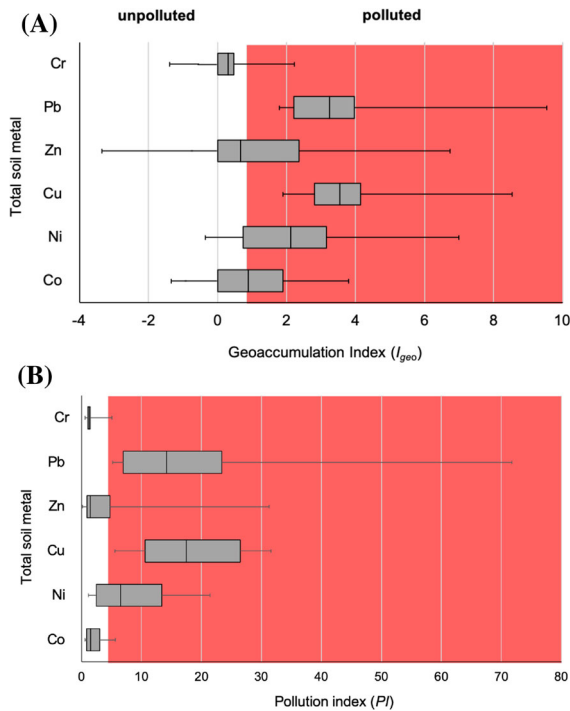 unpolluted polluted
(A)
Cr
Pb
Zn
Cu
Ni
Co
Total soil metal
-4 -2 0 2 4 6 8 10
Geoaccumulation Index (Igeo)
(B)
Cr
Pb
Zn
Cu
Ni
Co
Total soil metal
0 10 20 30 40 50 60 70 80
Pollution index (PI)